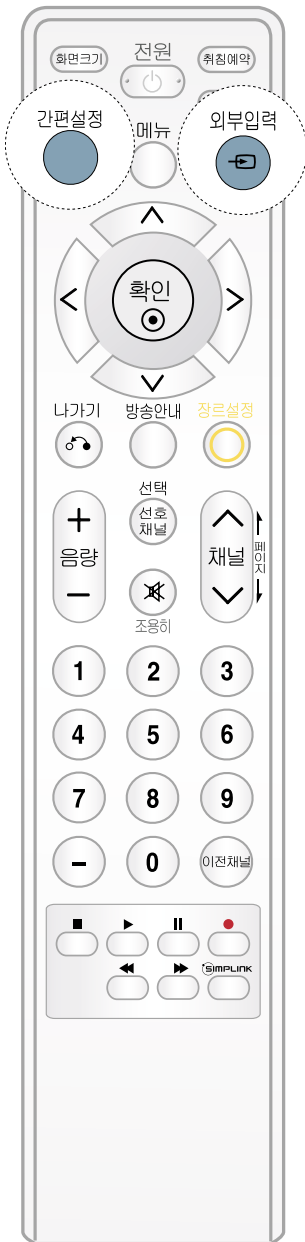 화면크기
전원
취침예약
간편설정
메뉴
외부입력
확인
나가기
방송안내
장르설정
선택
선호
채널
+
음량
-
채널
페이지
조용히
1
2
3
4
5
6
7
8
9
-
0
이전채널
SIMPLINK